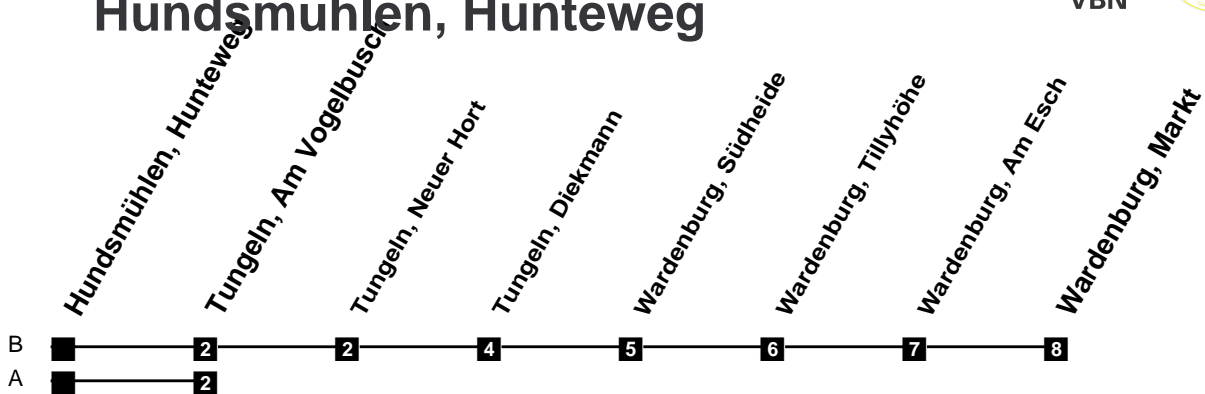 Hundsmühlen, Hunteweg
VBN
Hundsmühlen, Hunteweg
Tungeln, Am Vogelbusch
Tungeln, Neuer Hort
Tungeln, Diekmann
Wardenburg, Südheide
Wardenburg, Tillyhöhe
Wardenburg, Am Esch
Wardenburg, Markt
B 2 2 4 5 6 7 8
A 2